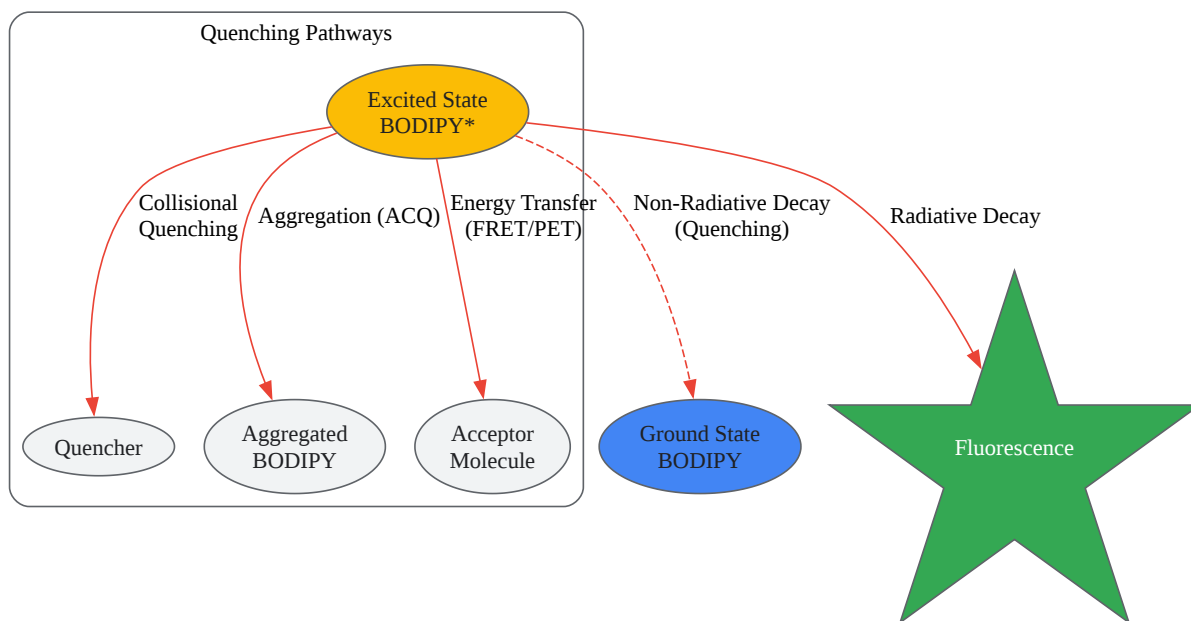 Quenching Pathways
Excited State
BODIPY*
Collisional
Quenching
Aggregation (ACQ)
Energy Transfer
(FRET/PET)
Non-Radiative Decay
(Quenching)
Radiative Decay
Quencher
Aggregated
BODIPY
Acceptor
Molecule
Ground State
BODIPY
Fluorescence